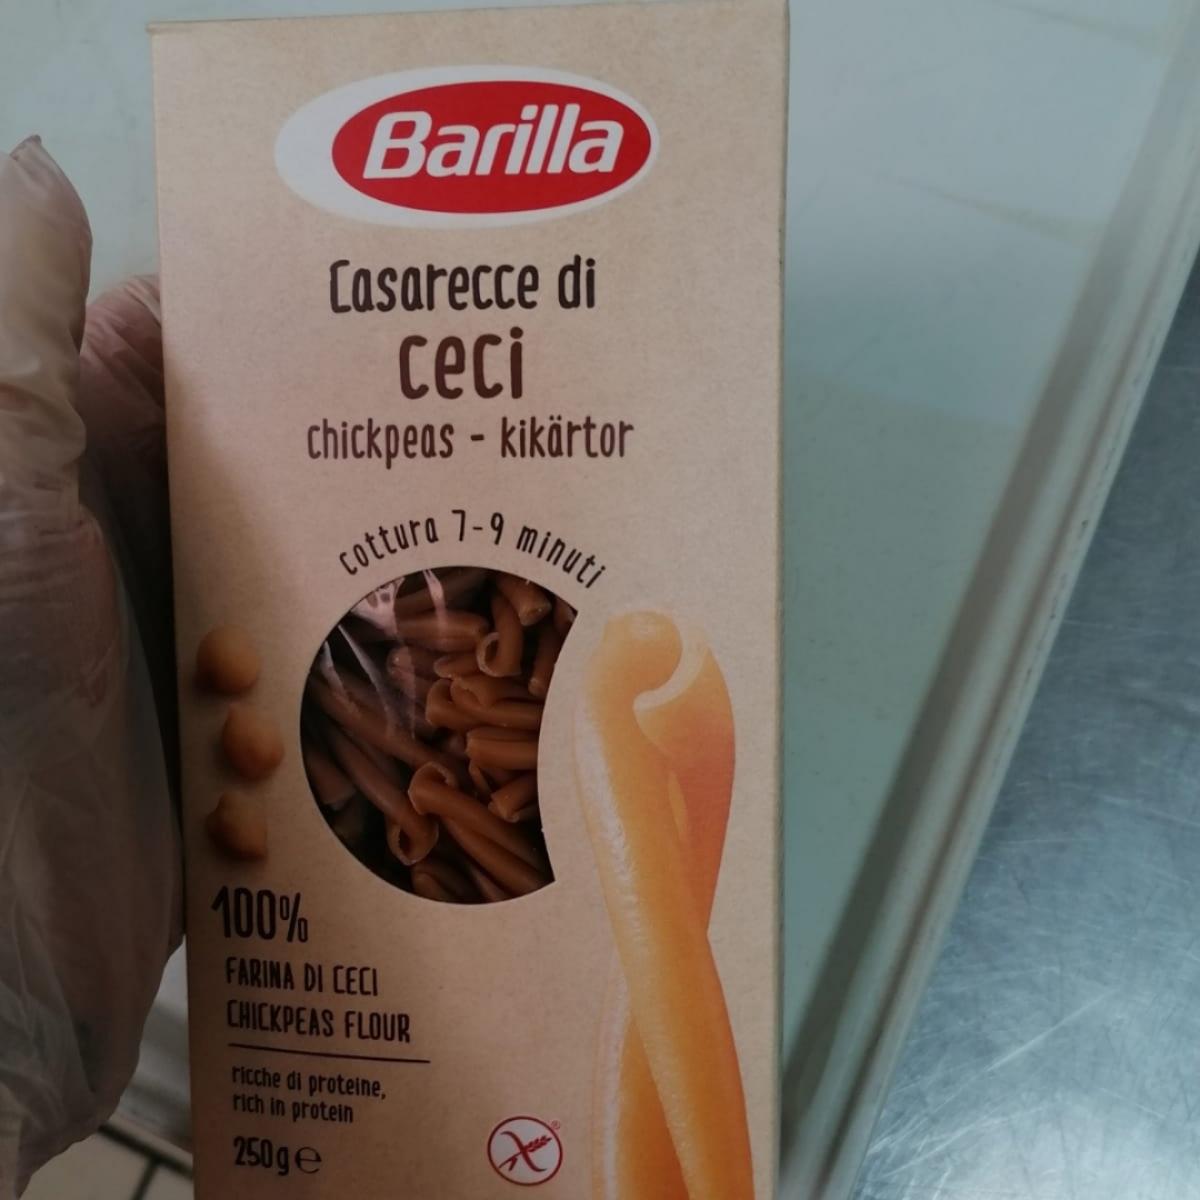 Barilla
Casarecce di
ceci
chickpeas - kikärtor
cottura 7-9 minuti
100%
FARINA DI CECI
CHICKPEAS FLOUR
ricche di proteine,
rich in protein
250g e
®